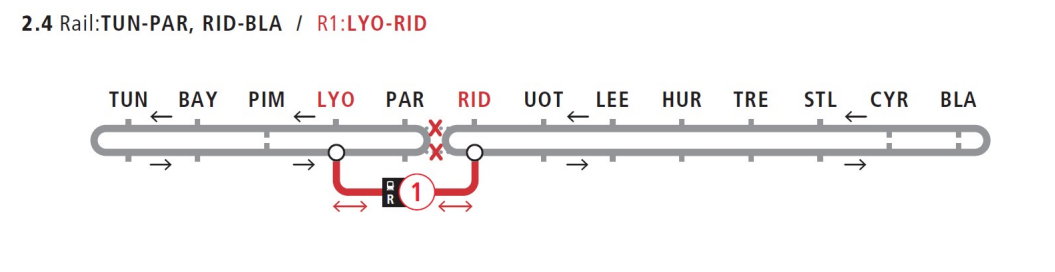 2.4 Rail:TUN-PAR, RID-BLA / R1:LYO-RID
TUN BAY PIM LYO PAR RID UOT LEE HUR TRE STL CYR BLA
R 1